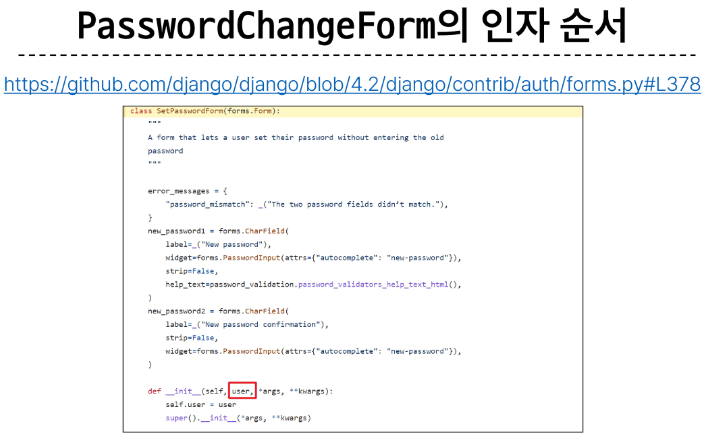 PasswordChangeForm의 인자 순서
https://github.com/django/django/blob/4.2/django/contrib/auth/forms.py#L378
class SetPasswordForm(forms.Form):
"""
A form that lets a user set their password without entering the old
password
"""
error_messages = {
"password_mismatch": _("The two password fields didn’t match."),
}
new_password1 = forms.CharField(
label=_("New password"),
widget=forms.PasswordInput(attrs={"autocomplete": "new-password"}),
strip=False,
help_text=password_validation.password_validators_help_text_html(),
)
new_password2 = forms.CharField(
label=_("New password confirmation"),
strip=False,
widget=forms.PasswordInput(attrs={"autocomplete": "new-password"}),
)
def __init__(self, user, *args, **kwargs):
self.user = user
super().__init__(*args, **kwargs)